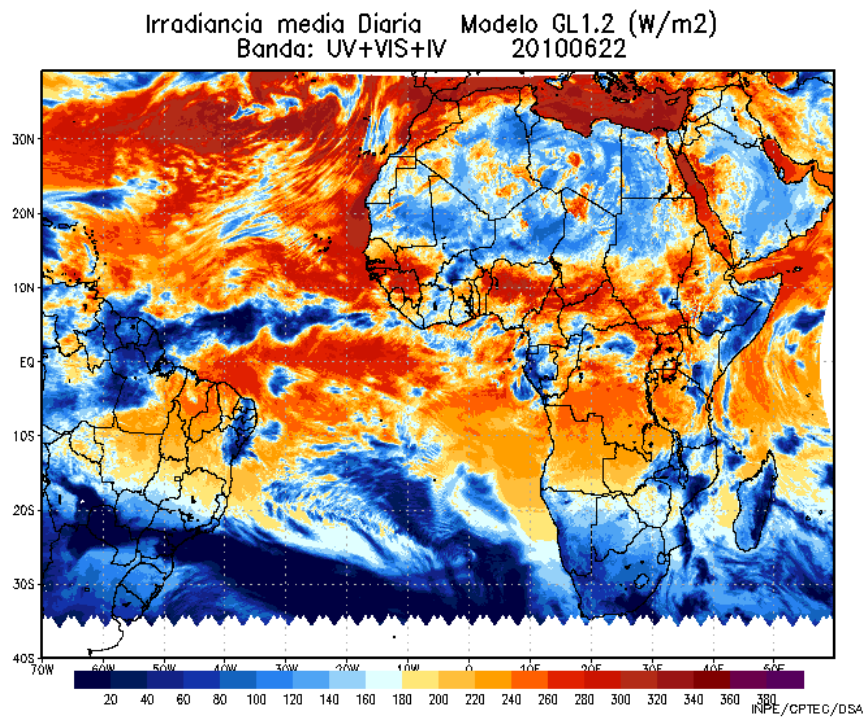 Irradiancia media Diaria Modelo GL1.2 (W/m2)
Banda: UV+VIS+IV 20100622
30N
20N
10N
EQ
10S
20S
30S
40S
70W 60W 50W 40W 30W 20W 10W 0 10E 20E 30E 40E 50E
20 40 60 80 100 120 140 160 180 200 220 240 260 280 300 320 340 360 380
INPE/CPTEC/DSA